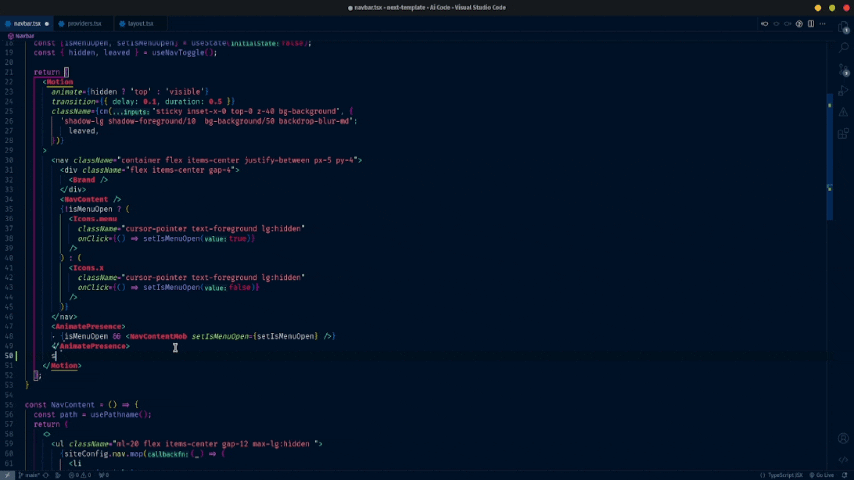 navbar.tsx - next-template - Ai Code - Visual Studio Code
navbar.tsx
providers.tsx
layout.tsx
Navbar
18 const [isMenuOpen, setIsMenuOpen] = useState(initialState: false);
19 const { hidden, leaved } = useNavToggle();
20
21 return (
22 <Motion
23 animate={hidden ? 'top' : 'visible'}
24 transition={{ delay: 0.1, duration: 0.5 }}
25 className={cn(...inputs: "sticky inset-x-0 top-0 z-40 bg-background", {
26 'shadow-lg shadow-foreground/10  bg-background/50 backdrop-blur-md':
27 leaved,
28 })}
29 >
30 <nav className="container flex items-center justify-between px-5 py-4">
31 <div className="flex items-center gap-4">
32 <Brand />
33 </div>
34 <NavContent />
35 {!isMenuOpen ? (
36 <Icons.menu
37 className="cursor-pointer text-foreground lg:hidden"
38 onClick={() => setIsMenuOpen(value: true)}
39 />
40 ) : (
41 <Icons.x
42 className="cursor-pointer text-foreground lg:hidden"
43 onClick={() => setIsMenuOpen(value: false)}
44 />
45 )}
46 </nav>
47 <AnimatePresence>
48 {isMenuOpen && <NavContentMob setIsMenuOpen={setIsMenuOpen} />}
49 </AnimatePresence>
50 s
51 </Motion>
52 );
53 }
54
55 const NavContent = () => {
56 const path = usePathname();
57 return (
58 <>
59 <ul className="ml-20 flex items-center gap-12 max-lg:hidden ">
60 {siteConfig.nav.map(callbackfn: (_) => (
61 <li
main*
0
0
0
TypeScript JSX
Go Live